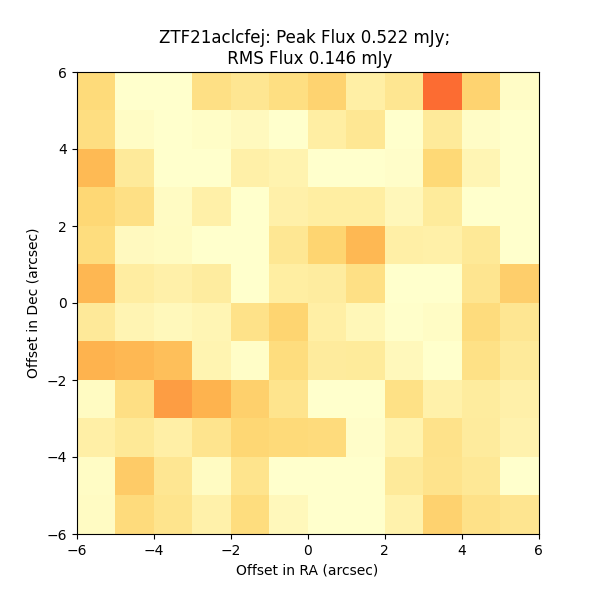 ZTF21aclcfej: Peak Flux 0.522 mJy;
RMS Flux 0.146 mJy
6
4
2
0
−2
−4
−6
Offset in Dec (arcsec)
−6 −4 −2 0 2 4 6
Offset in RA (arcsec)